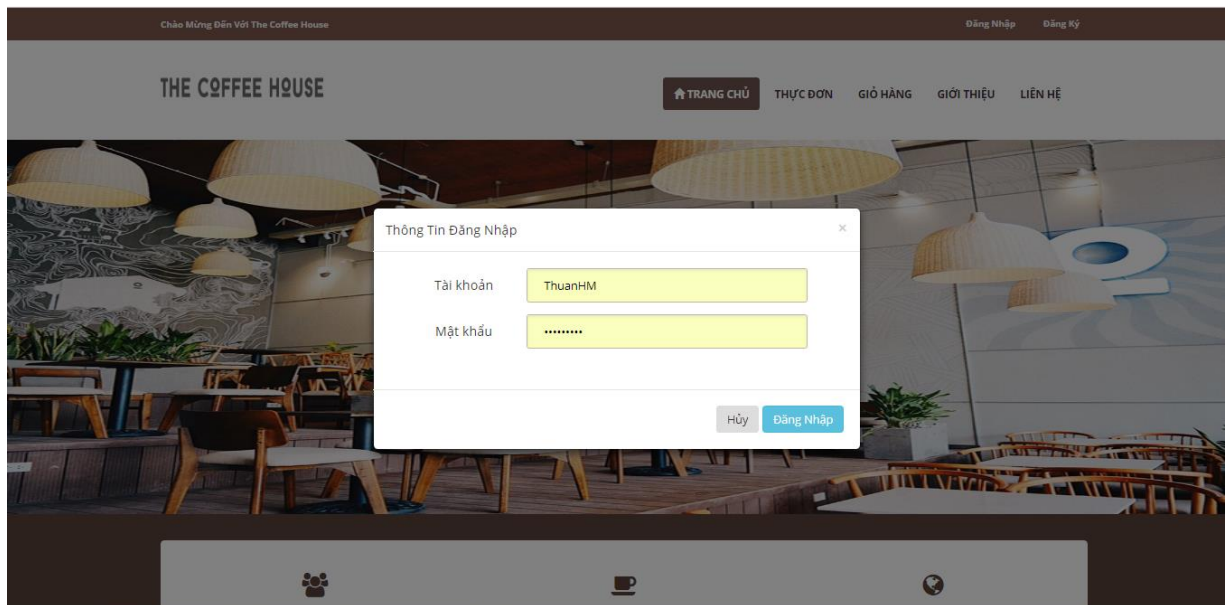 Chào Mừng Đến Với The Coffee House
Đăng Nhập Đăng Ký
THE COFFEE HOUSE
TRANG CHỦ THỰC ĐƠN GIỎ HÀNG GIỚI THIỆU LIÊN HỆ
Thông Tin Đăng Nhập ×
Tài khoản ThuanHM
Mật khẩu •••••••••
Hủy Đăng Nhập